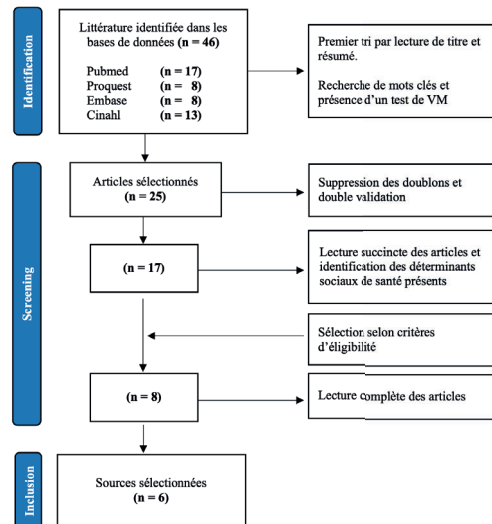 Identification
Littérature identifiée dans les
bases de données (n = 46)
Pubmed (n = 17)
Proquest (n = 8)
Embase (n = 8)
Cinahl (n = 13)
Premier tri par lecture de titre et
résumé.
Recherche de mots clés et
présence d'un test de VM
Screening
Articles sélectionnés
(n = 25)
Suppression des doublons et
double validation
(n = 17)
Lecture succincte des articles et
identification des déterminants
sociaux de santé présents
Sélection selon critères
d'éligibilité
(n = 8)
Lecture complète des articles
Inclusion
Sources sélectionnées
(n = 6)